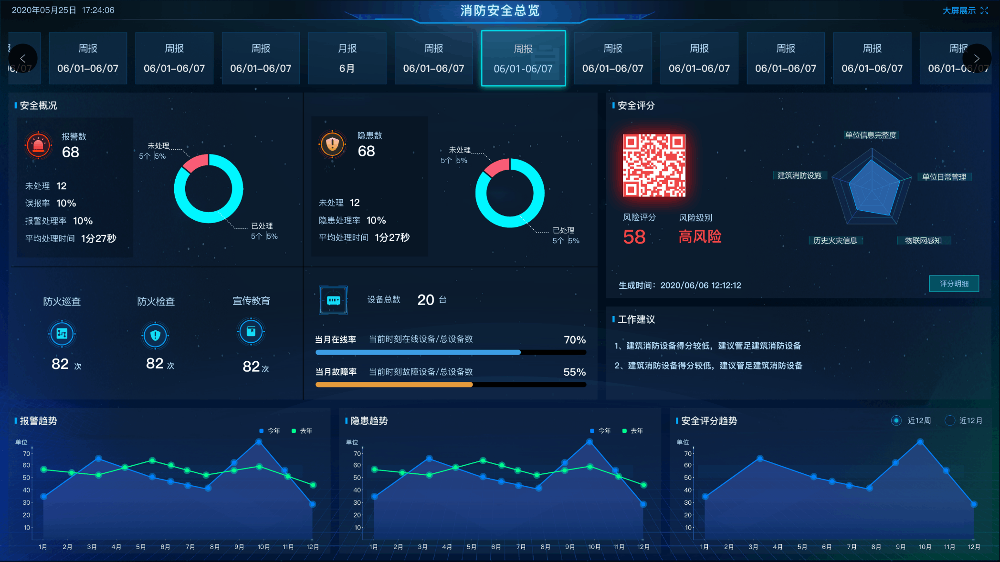 2020年05月25日 17:24:06
消防安全总览
大屏展示
周报
06/01-06/07
周报
06/01-06/07
周报
06/01-06/07
月报
6月
周报
06/01-06/07
周报
06/01-06/07
周报
06/01-06/07
周报
06/01-06/07
周报
06/01-06/07
周报
06/01-06/07
周报
06/01-06/07
安全概况
报警数
68
未处理 12
误报率 10%
报警处理率 10%
平均处理时间 1分27秒
未处理
5个 5%
已处理
5个 5%
隐患数
68
未处理 12
隐患处理率 10%
平均处理时间 1分27秒
未处理
5个 5%
已处理
5个 5%
防火巡查
82 次
防火检查
82 次
宣传教育
82 次
设备总数 20 台
当月在线率 当前时刻在线设备/总设备数 70%
当月故障率 当前时刻故障设备/总设备数 55%
安全评分
风险评分
58
风险级别
高风险
单位信息完整度
建筑消防设施
单位日常管理
历史火灾信息
物联网感知
生成时间：2020/06/06 12:12:12
评分明细
工作建议
1、建筑消防设备得分较低，建议管足建筑消防设备
2、建筑消防设备得分较低，建议管足建筑消防设备
报警趋势
今年 去年
单位
70
60
50
40
30
20
10
1月 2月 3月 4月 5月 6月 7月 8月 9月 10月 11月 12月
隐患趋势
今年 去年
单位
70
60
50
40
30
20
10
1月 2月 3月 4月 5月 6月 7月 8月 9月 10月 11月 12月
安全评分趋势
近12周 近12月
单位
70
60
50
40
30
20
10
1月 2月 3月 4月 5月 6月 7月 8月 9月 10月 11月 12月